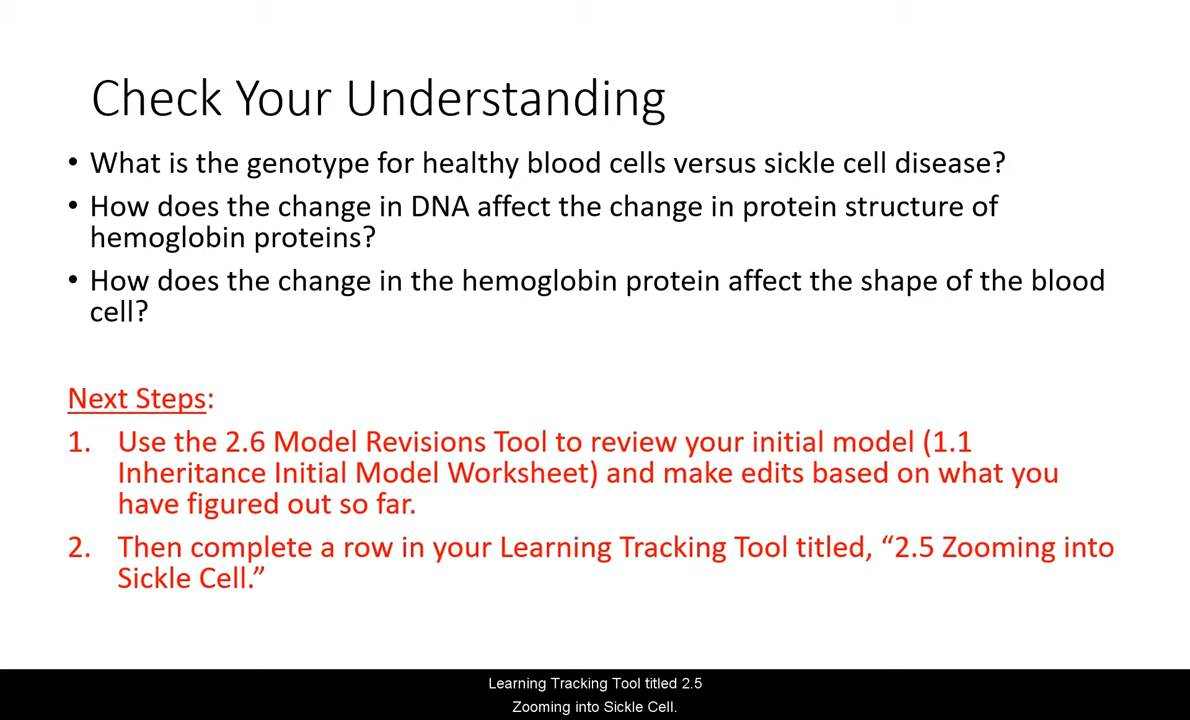 Check Your Understanding
• What is the genotype for healthy blood cells versus sickle cell disease?
• How does the change in DNA affect the change in protein structure of
hemoglobin proteins?
• How does the change in the hemoglobin protein affect the shape of the blood
cell?
Next Steps:
1. Use the 2.6 Model Revisions Tool to review your initial model (1.1
Inheritance Initial Model Worksheet) and make edits based on what you
have figured out so far.
2. Then complete a row in your Learning Tracking Tool titled, “2.5 Zooming into
Sickle Cell.”
Learning Tracking Tool titled 2.5
Zooming into Sickle Cell.